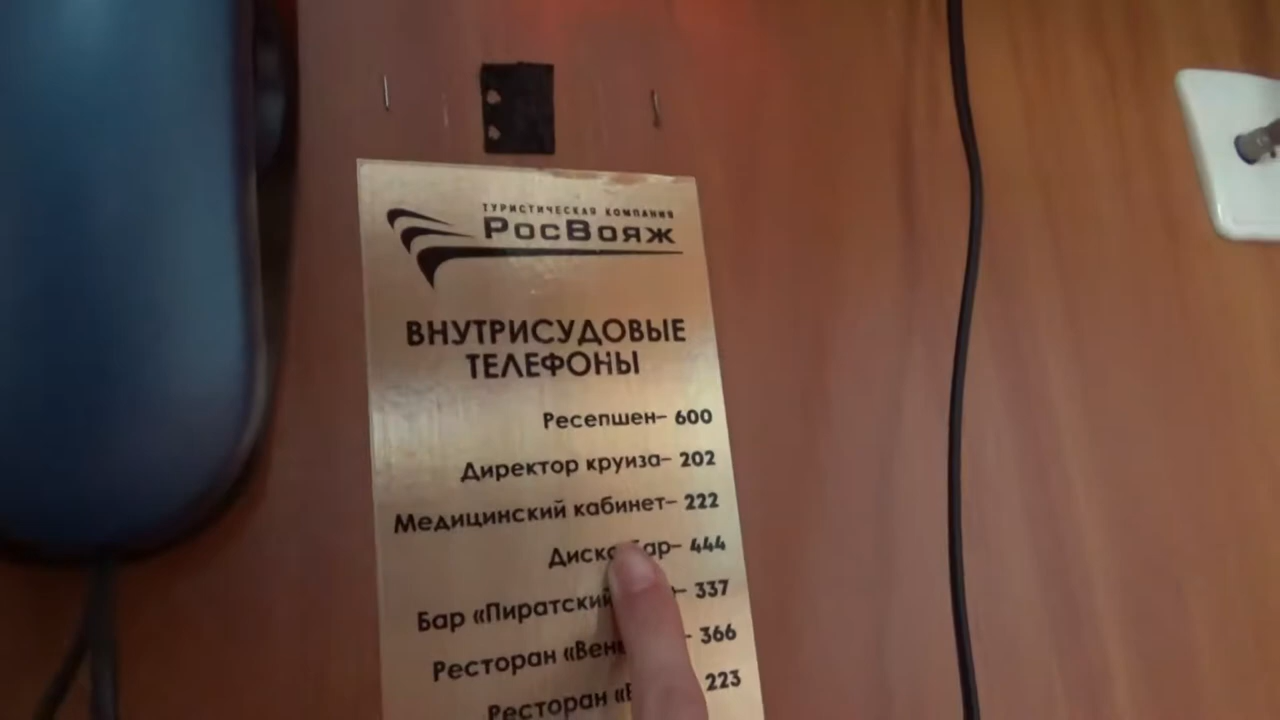 ТУРИСТИЧЕСКАЯ КОМПАНИЯ
РосВояж
ВНУТРИСУДОВЫЕ
ТЕЛЕФОНЫ
Ресепшен– 600
Директор круиза– 202
Медицинский кабинет– 222
444
Бар «Пиратский – 337
Ресторан – 366
Ресторан 223